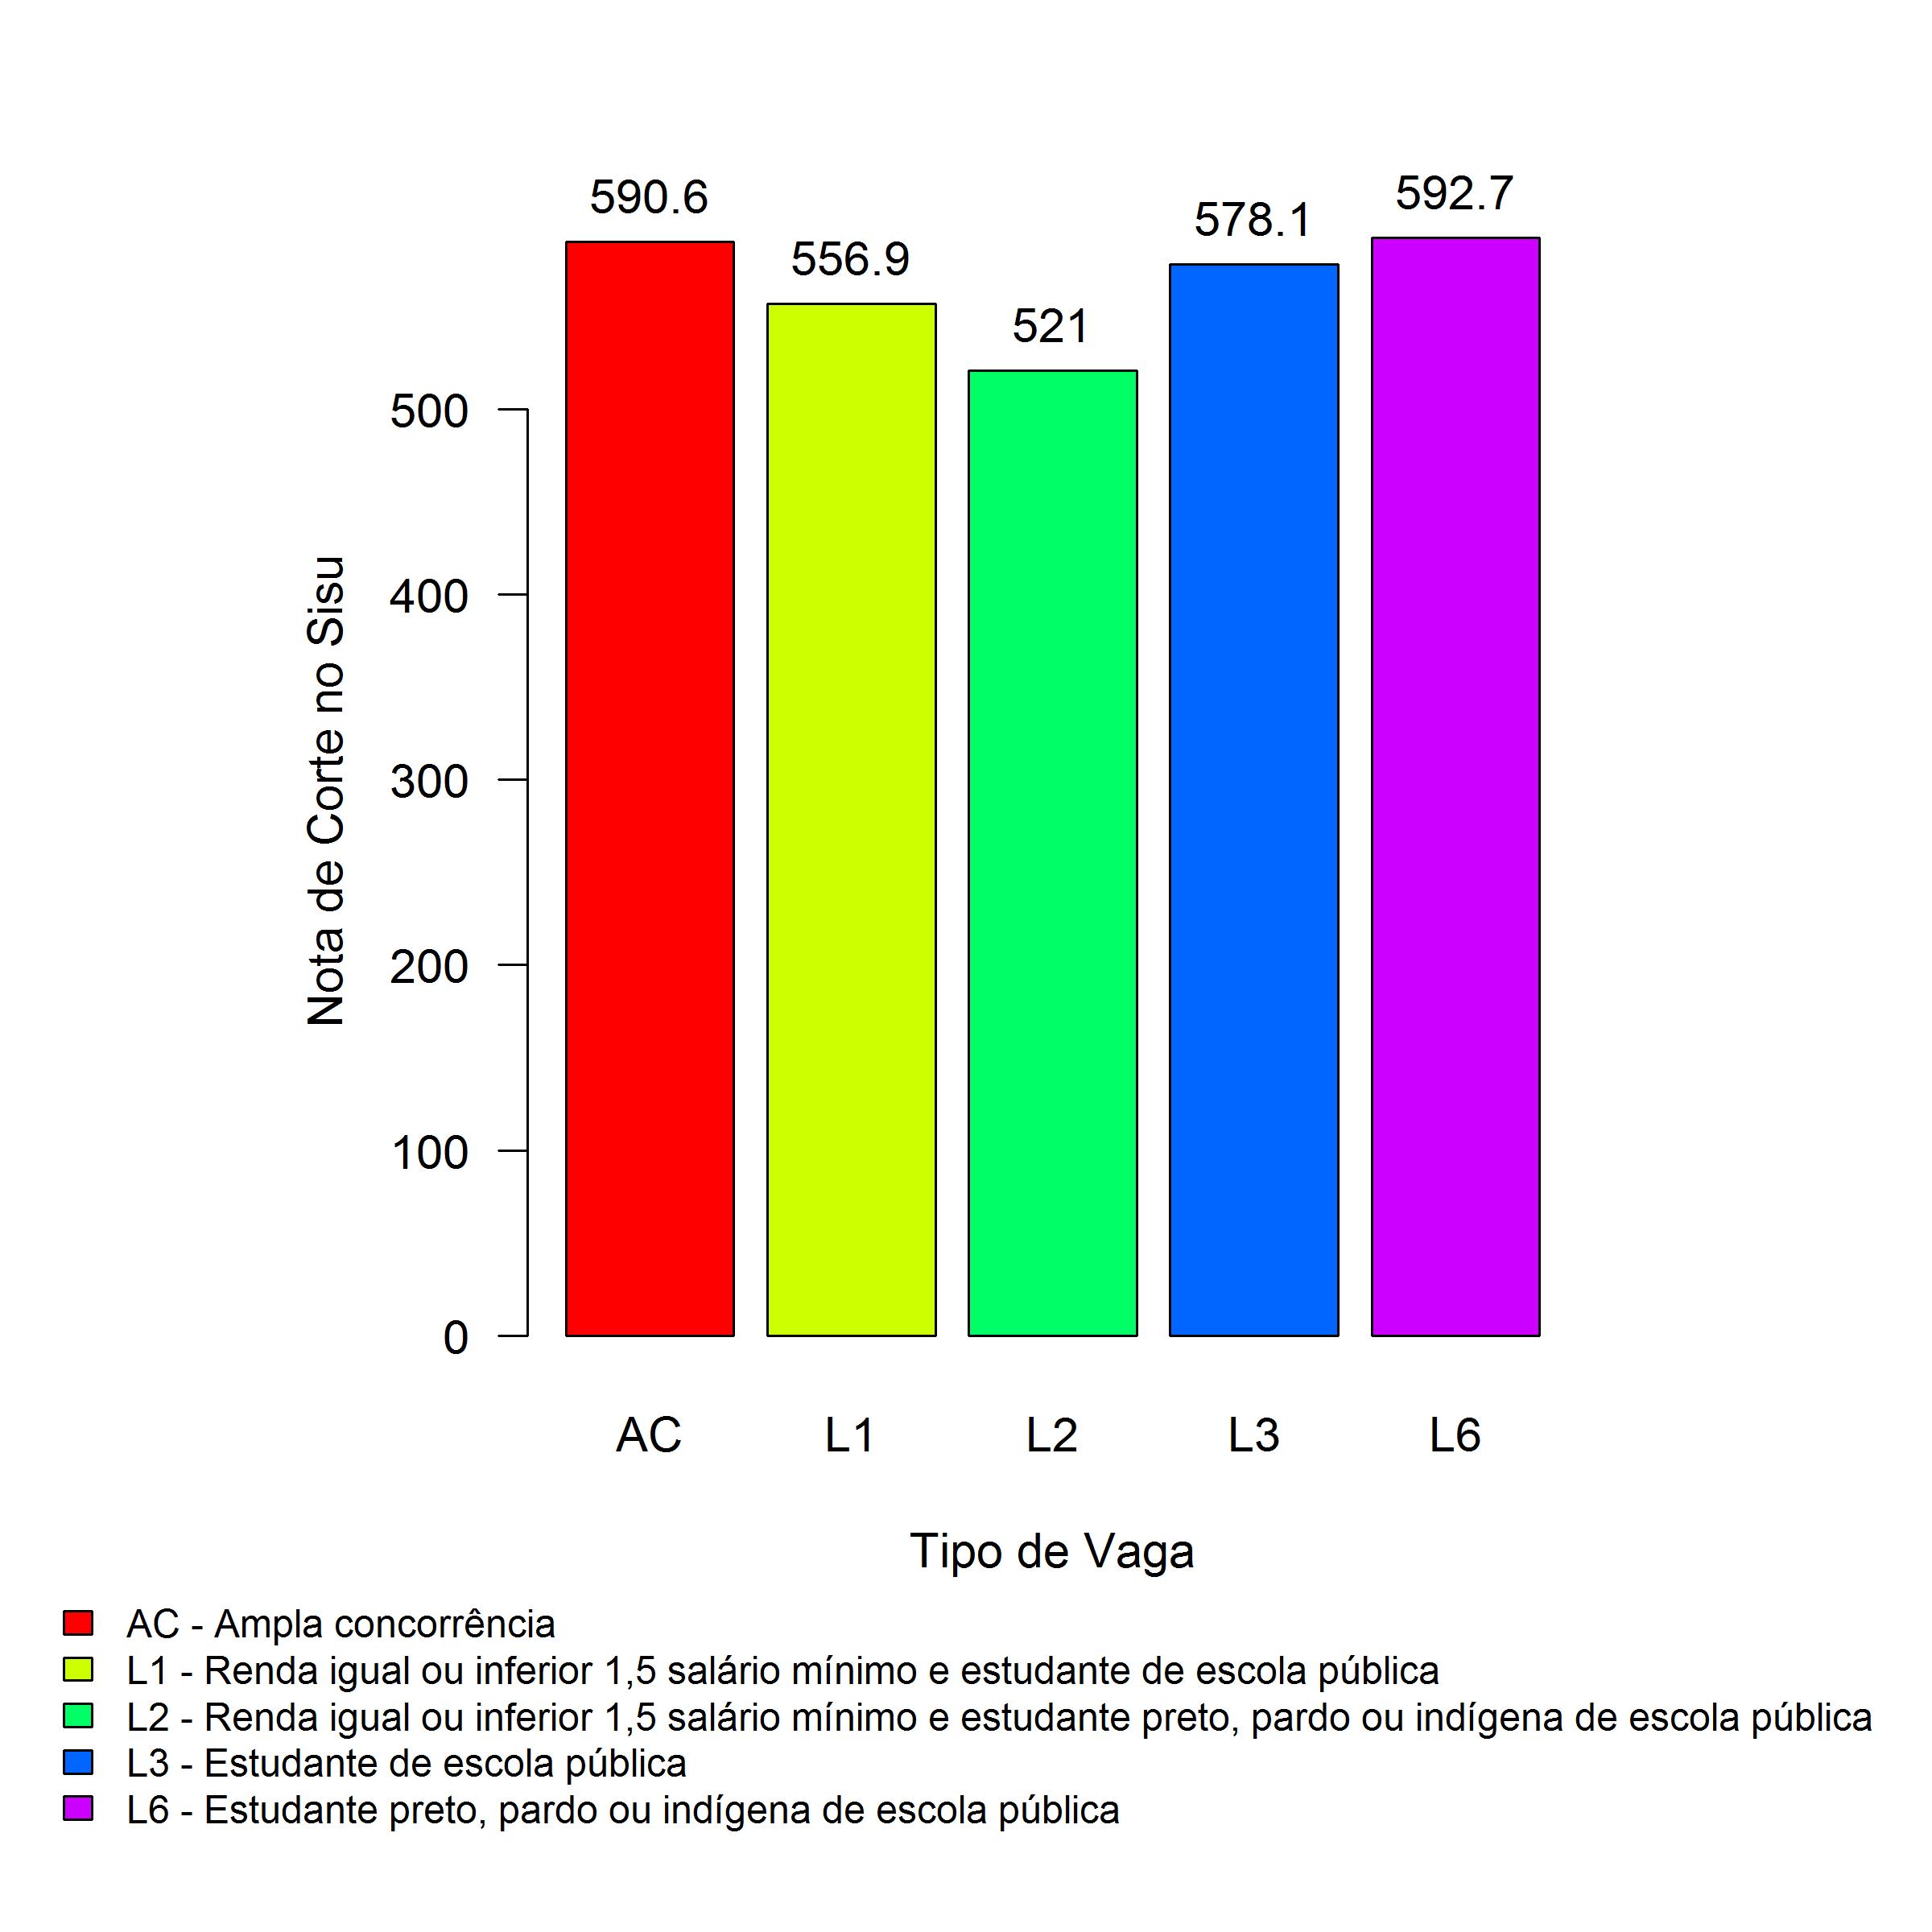 590.6
556.9
521
578.1
592.7
500
400
300
200
100
0
Nota de Corte no Sisu
AC
L1
L2
L3
L6
Tipo de Vaga
AC - Ampla concorrência
L1 - Renda igual ou inferior 1,5 salário mínimo e estudante de escola pública
L2 - Renda igual ou inferior 1,5 salário mínimo e estudante preto, pardo ou indígena de escola pública
L3 - Estudante de escola pública
L6 - Estudante preto, pardo ou indígena de escola pública